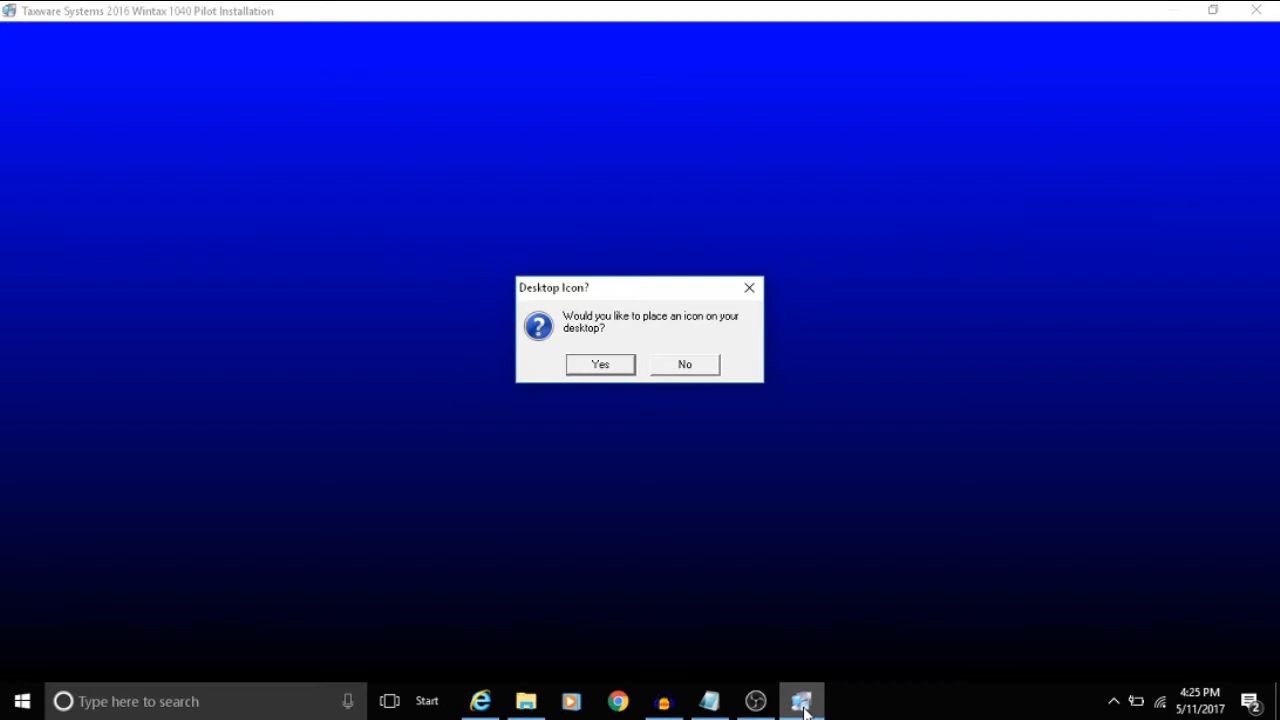 Taxware Systems 2016 Wintax 1040 Pilot Installation
Desktop Icon?
Would you like to place an icon on your
desktop?
Yes
No
Type here to search
Start
4:25 PM
5/11/2017
2